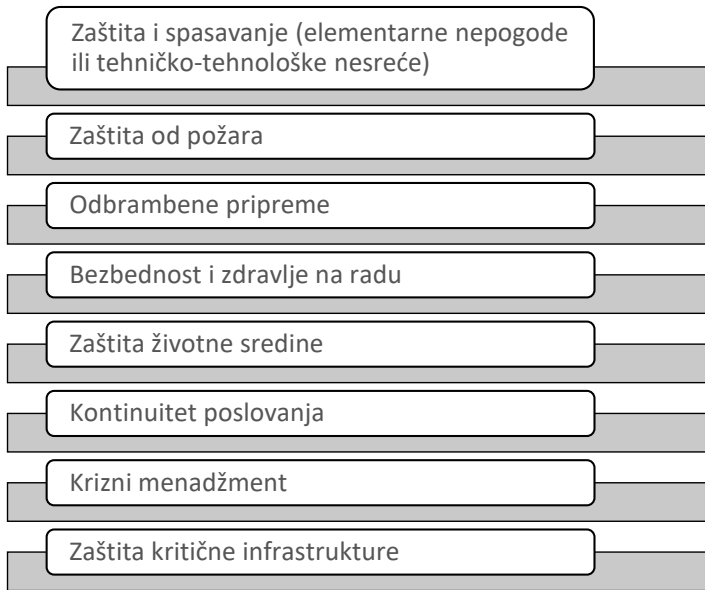 Zaštita i spasavanje (elementarne nepogode
ili tehničko-tehnološke nesreće)
Zaštita od požara
Odbrambene pripreme
Bezbednost i zdravlje na radu
Zaštita životne sredine
Kontinuitet poslovanja
Krizni menadžment
Zaštita kritične infrastrukture